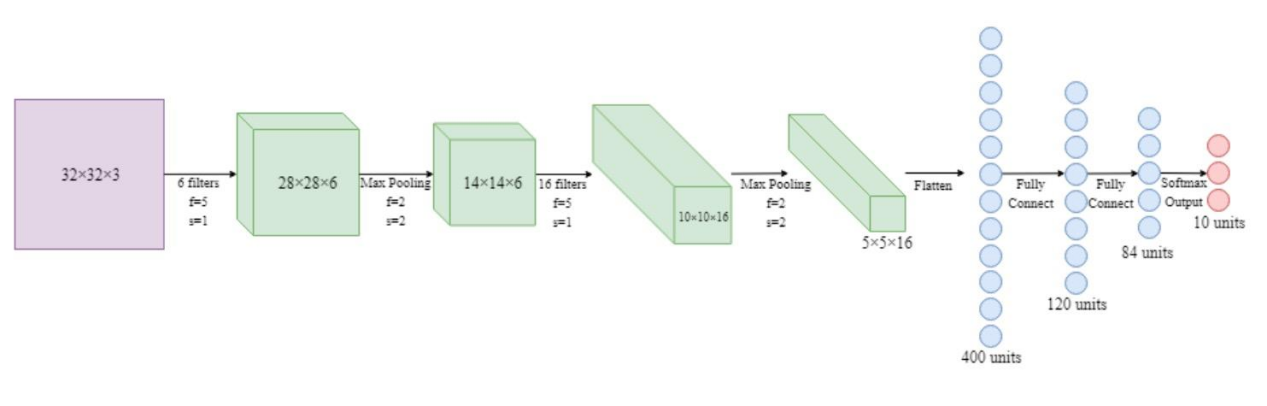 32×32×3
6 filters
f=5
s=1
28×28×6
Max Pooling
f=2
s=2
14×14×6
16 filters
f=5
s=1
10×10×16
Max Pooling
f=2
s=2
5×5×16
Flatten
400 units
Fully
Connect
120 units
Fully
Connect
84 units
Softmax
Output
10 units